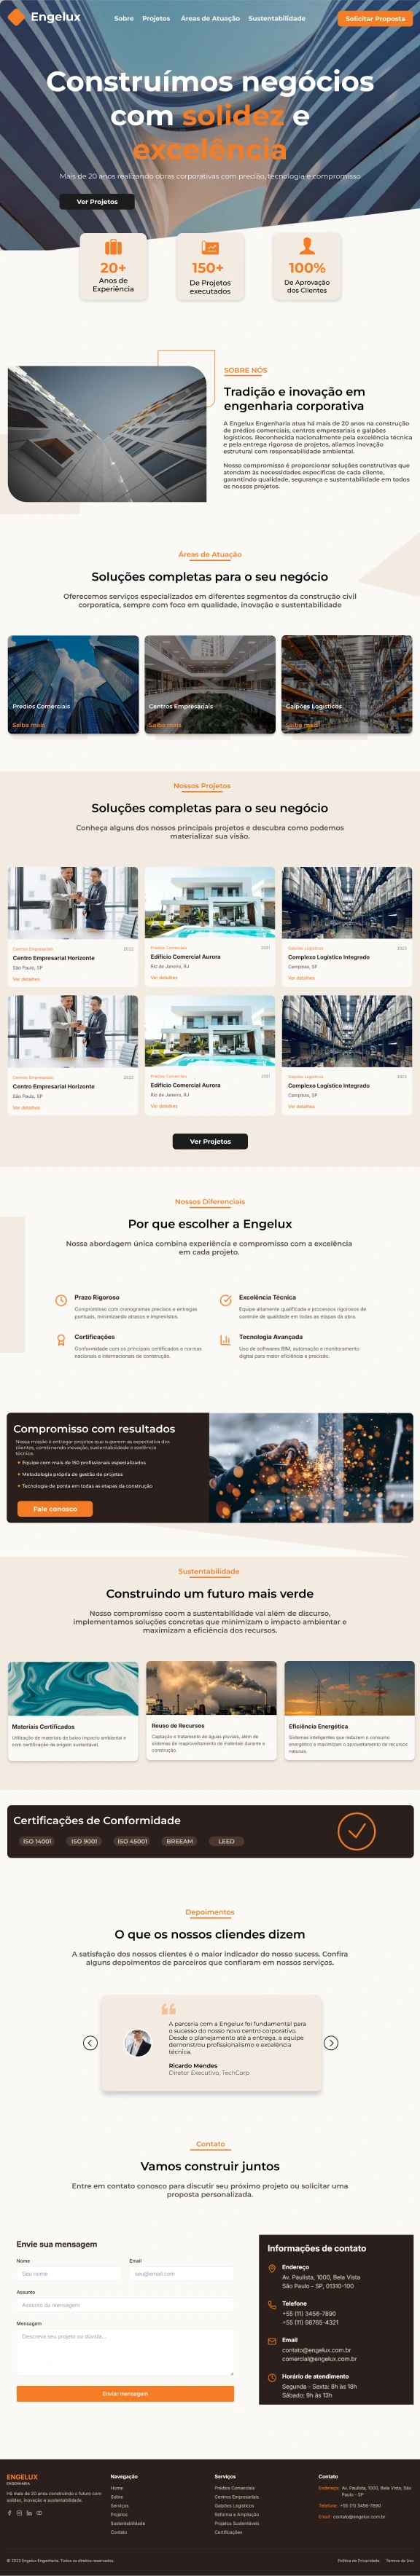 Engelux
Sobre Projetos Áreas de Atuação Sustentabilidade
Solicitar Proposta
Construímos negócios
com solidez e
excelência
Mais de 20 anos realizando obras corporativas com precião, tecnologia e compromisso
Ver Projetos
20+
Anos de
Experiência
150+
De Projetos
executados
100%
De Aprovação
dos Clientes
SOBRE NÓS
Tradição e inovação em
engenharia corporativa
A Engelux Engenharia atua há mais de 20 anos na construção
de prédios comerciais, centros empresariais e galpões
logísticos. Reconhecida nacionalmente pela excelência técnica
e pela entrega rigorosa de projetos, aliamos inovação
estrutural com responsabilidade ambiental.
Nosso compromisso é proporcionar soluções construtivas que
atendam às necessidades específicas de cada cliente,
garantindo qualidade, segurança e sustentabilidade em todos
os nossos projetos.
Áreas de Atuação
Soluções completas para o seu negócio
Oferecemos serviços especializados em diferentes segmentos da construção civil
corporatica, sempre com foco em qualidade, inovação e sustentabilidade
Predios Comerciais
Saiba mais
Centros Empresariais
Saiba mais
Galpões Logísticos
Saiba mais
Nossos Projetos
Soluções completas para o seu negócio
Conheça alguns dos nossos principais projetos e descubra como podemos
materializar sua visão.
Centros Empresariais 2022
Centro Empresarial Horizonte
São Paulo, SP
Ver detalhes
Prédios Comerciais 2021
Edifício Comercial Aurora
Rio de Janeiro, RJ
Ver detalhes
Galpões Logísticos 2023
Complexo Logístico Integrado
Campinas, SP
Ver detalhes
Centros Empresariais 2022
Centro Empresarial Horizonte
São Paulo, SP
Ver detalhes
Prédios Comerciais 2021
Edifício Comercial Aurora
Rio de Janeiro, RJ
Ver detalhes
Galpões Logísticos 2023
Complexo Logístico Integrado
Campinas, SP
Ver detalhes
Ver Projetos
Nossos Diferenciais
Por que escolher a Engelux
Nossa abordagem única combina experiência e compromisso com a excelência
em cada projeto.
Prazo Rigoroso
Compromisso com cronogramas precisos e entregas
pontuais, minimizando atrasos e imprevistos.
Excelência Técnica
Equipe altamente qualificada e processos rigorosos de
controle de qualidade em todas as etapas da obra.
Certificações
Conformidade com os principais certificados e normas
nacionais e internacionais de construção.
Tecnologia Avançada
Uso de softwares BIM, automação e monitoramento
digital para maior eficiência e precisão.
Compromisso com resultados
Nossa missão é entregar projetos que superem as expectativas dos
clientes, combinando inovação, sustentabilidade e exelência
técnica.
Equipe com mais de 150 profissionais especializados
Metodologia própria de gestão de projetos
Tecnologia de ponta em todas as etapas da construção
Fale conosco
Sustentabilidade
Construindo um futuro mais verde
Nosso compromisso coom a sustentabilidade vai além de discurso,
implementamos soluções concretas que minimizam o impacto ambientar e
maximizam a eficiência dos recursos.
Materiais Certificados
Utilização de materiais de baixo impacto ambiental e
com certificação de origem sustentável.
Reuso de Recursos
Captação e tratamento de águas pluviais, além de
sistemas de reaproveitamento de materiais durante a
construção.
Eficiência Energética
Sistemas inteligentes que reduzem o consumo
energético e maximizam o aproveitamento de recursos
naturais.
Certificações de Conformidade
ISO 14001 ISO 9001 ISO 45001 BREEAM LEED
Depoimentos
O que os nossos cliendes dizem
A satisfação dos nossos clientes é o maior indicador do nosso sucess. Confira
alguns depoimentos de parceiros que confiaram em nossos serviços.
A parceria com a Engelux foi fundamental para
o sucesso do nosso novo centro corporativo.
Desde o planejamento até a entrega, a equipe
demonstrou profissionalismo e excelência
técnica.
Ricardo Mendes
Diretor Executivo, TechCorp
Contato
Vamos construir juntos
Entre em contato conosco para discutir seu próximo projeto ou solicitar uma
proposta personalizada.
Envie sua mensagem
Nome Email
Seu nome seu@email.com
Assunto
Assunto da mensagem
Mensagem
Descreva seu projeto ou dúvida...
Enviar mensagem
Informações de contato
Endereço
Av. Paulista, 1000, Bela Vista
São Paulo - SP, 01310-100
Telefone
+55 (11) 3456-7890
+55 (11) 98765-4321
Email
contato@engelux.com.br
comercial@engelux.com.br
Horário de atendimento
Segunda - Sexta: 8h às 18h
Sábado: 9h às 13h
ENGELUX
ENGENHARIA
Há mais de 20 anos construindo o futuro com
solidez, inovação e sustentabilidade.
Navegação
Home
Sobre
Serviços
Projetos
Sustentabilidade
Contato
Serviços
Prédios Comerciais
Centros Empresariais
Galpões Logísticos
Reforma e Ampliação
Projetos Sustentáveis
Certificações
Contato
Endereço: Av. Paulista, 1000, Bela Vista, São
Paulo - SP
Telefone: +55 (11) 3456-7890
Email: contato@engelux.com.br
© 2023 Engelux Engenharia. Todos os direitos reservados.
Política de Privacidade Termos de Uso